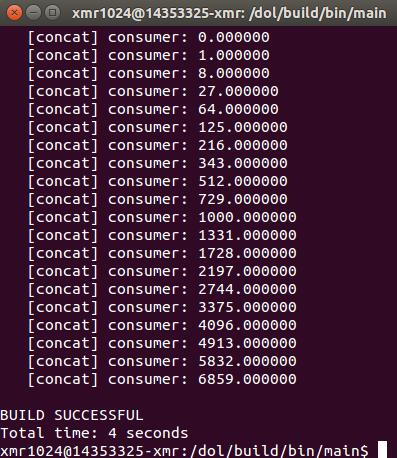 xmr1024@14353325-xmr: /dol/build/bin/main
[concat] consumer: 0.000000
[concat] consumer: 1.000000
[concat] consumer: 8.000000
[concat] consumer: 27.000000
[concat] consumer: 64.000000
[concat] consumer: 125.000000
[concat] consumer: 216.000000
[concat] consumer: 343.000000
[concat] consumer: 512.000000
[concat] consumer: 729.000000
[concat] consumer: 1000.000000
[concat] consumer: 1331.000000
[concat] consumer: 1728.000000
[concat] consumer: 2197.000000
[concat] consumer: 2744.000000
[concat] consumer: 3375.000000
[concat] consumer: 4096.000000
[concat] consumer: 4913.000000
[concat] consumer: 5832.000000
[concat] consumer: 6859.000000
BUILD SUCCESSFUL
Total time: 4 seconds
xmr1024@14353325-xmr:/dol/build/bin/main$